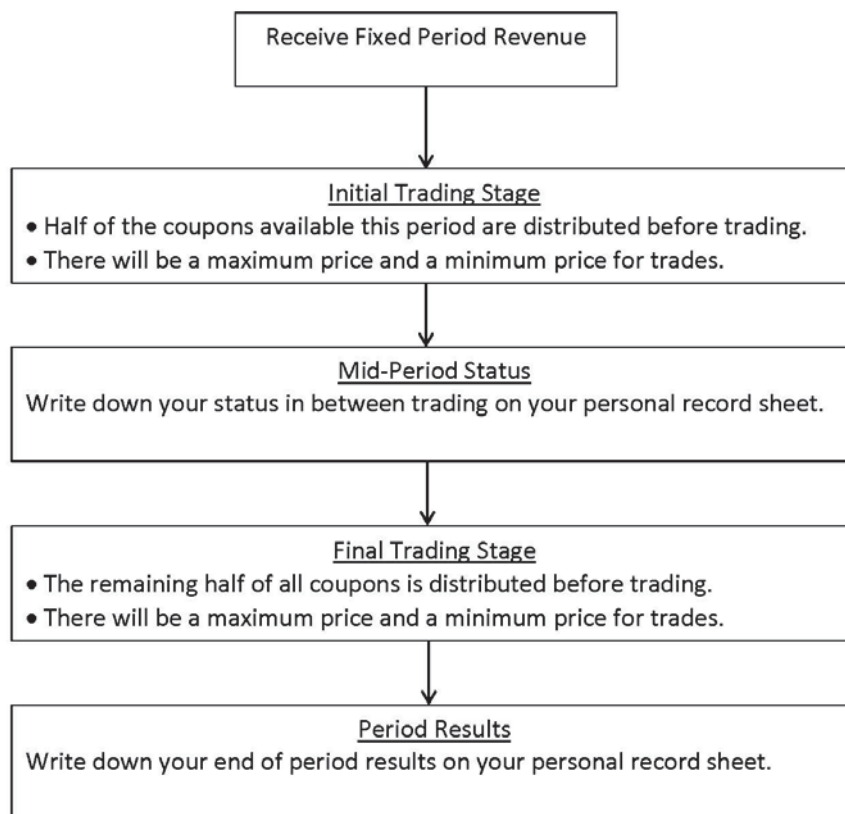 Receive Fixed Period Revenue
Initial Trading Stage
• Half of the coupons available this period are distributed before trading.
• There will be a maximum price and a minimum price for trades.
Mid-Period Status
Write down your status in between trading on your personal record sheet.
Final Trading Stage
• The remaining half of all coupons is distributed before trading.
• There will be a maximum price and a minimum price for trades.
Period Results
Write down your end of period results on your personal record sheet.